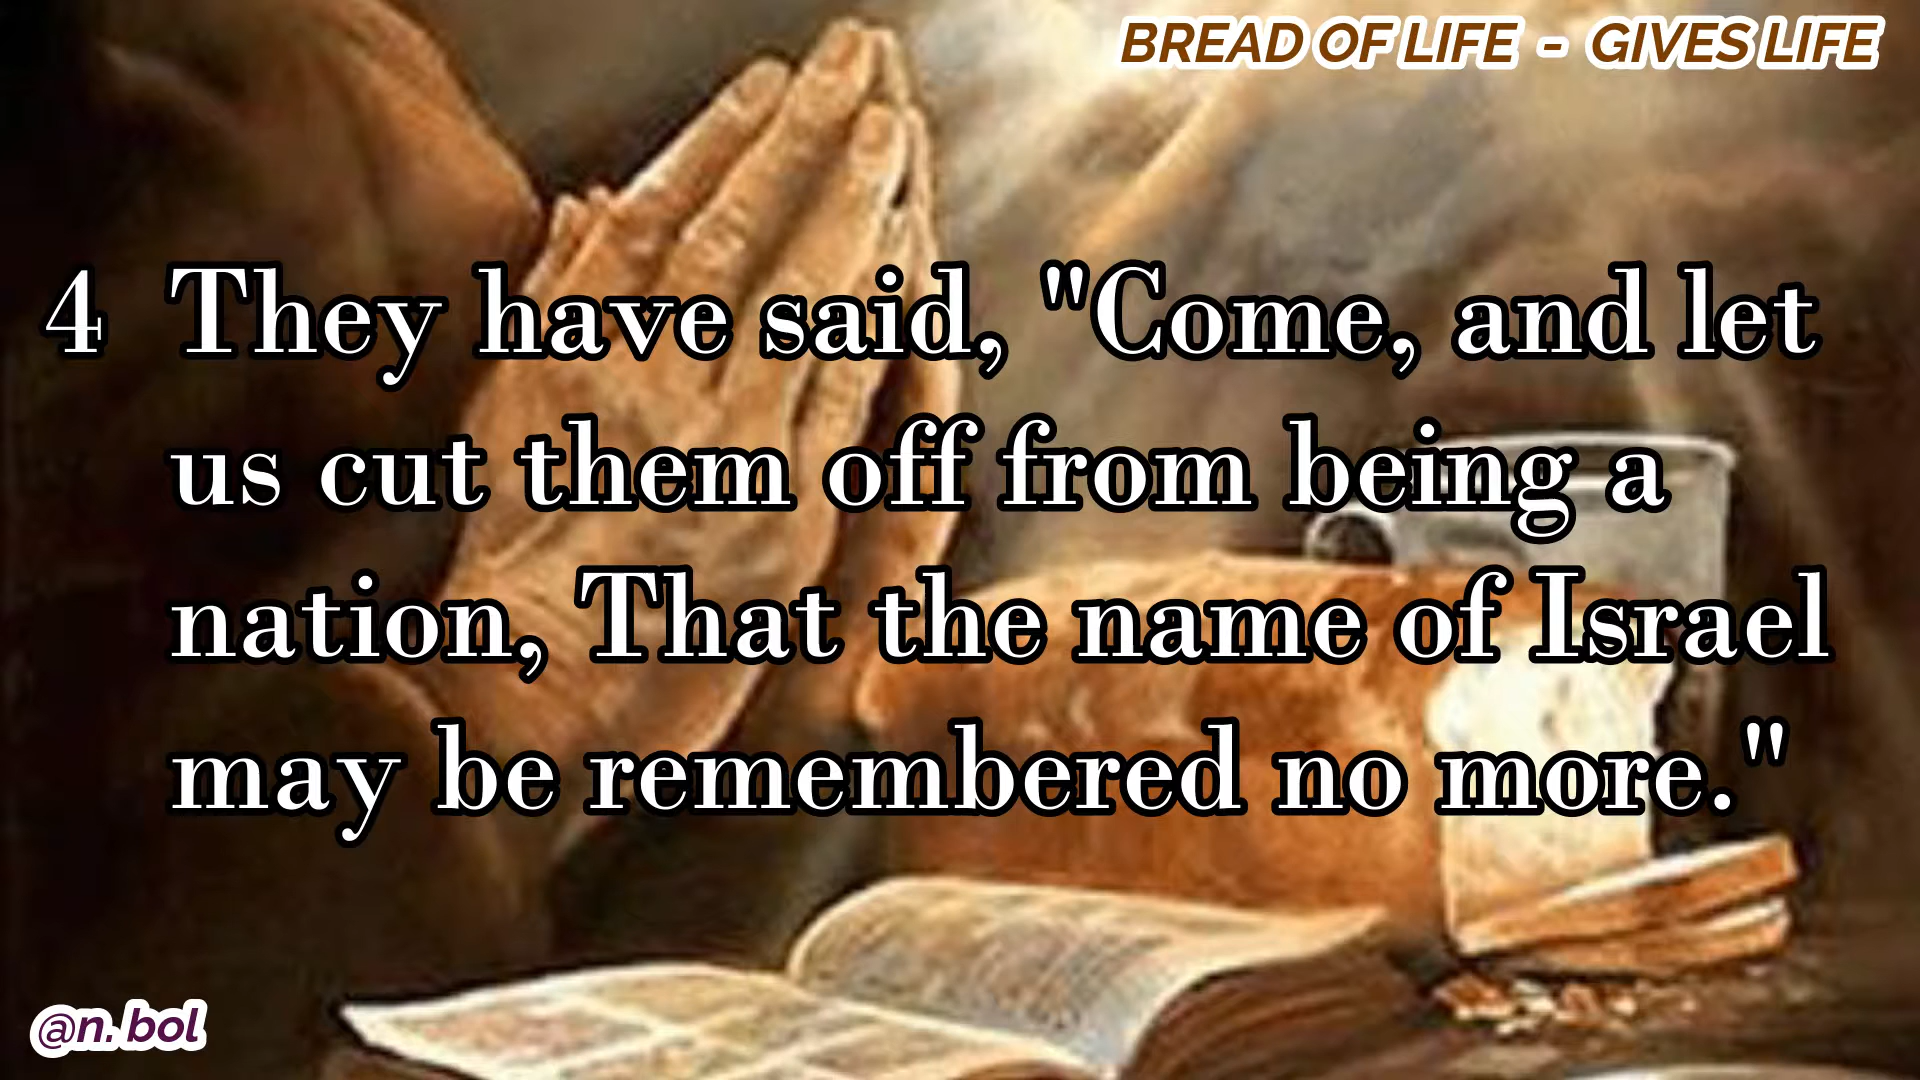 BREAD OF LIFE - GIVES LIFE
4 They have said, "Come, and let
us cut them off from being a
nation, That the name of Israel
may be remembered no more."
@n. bol